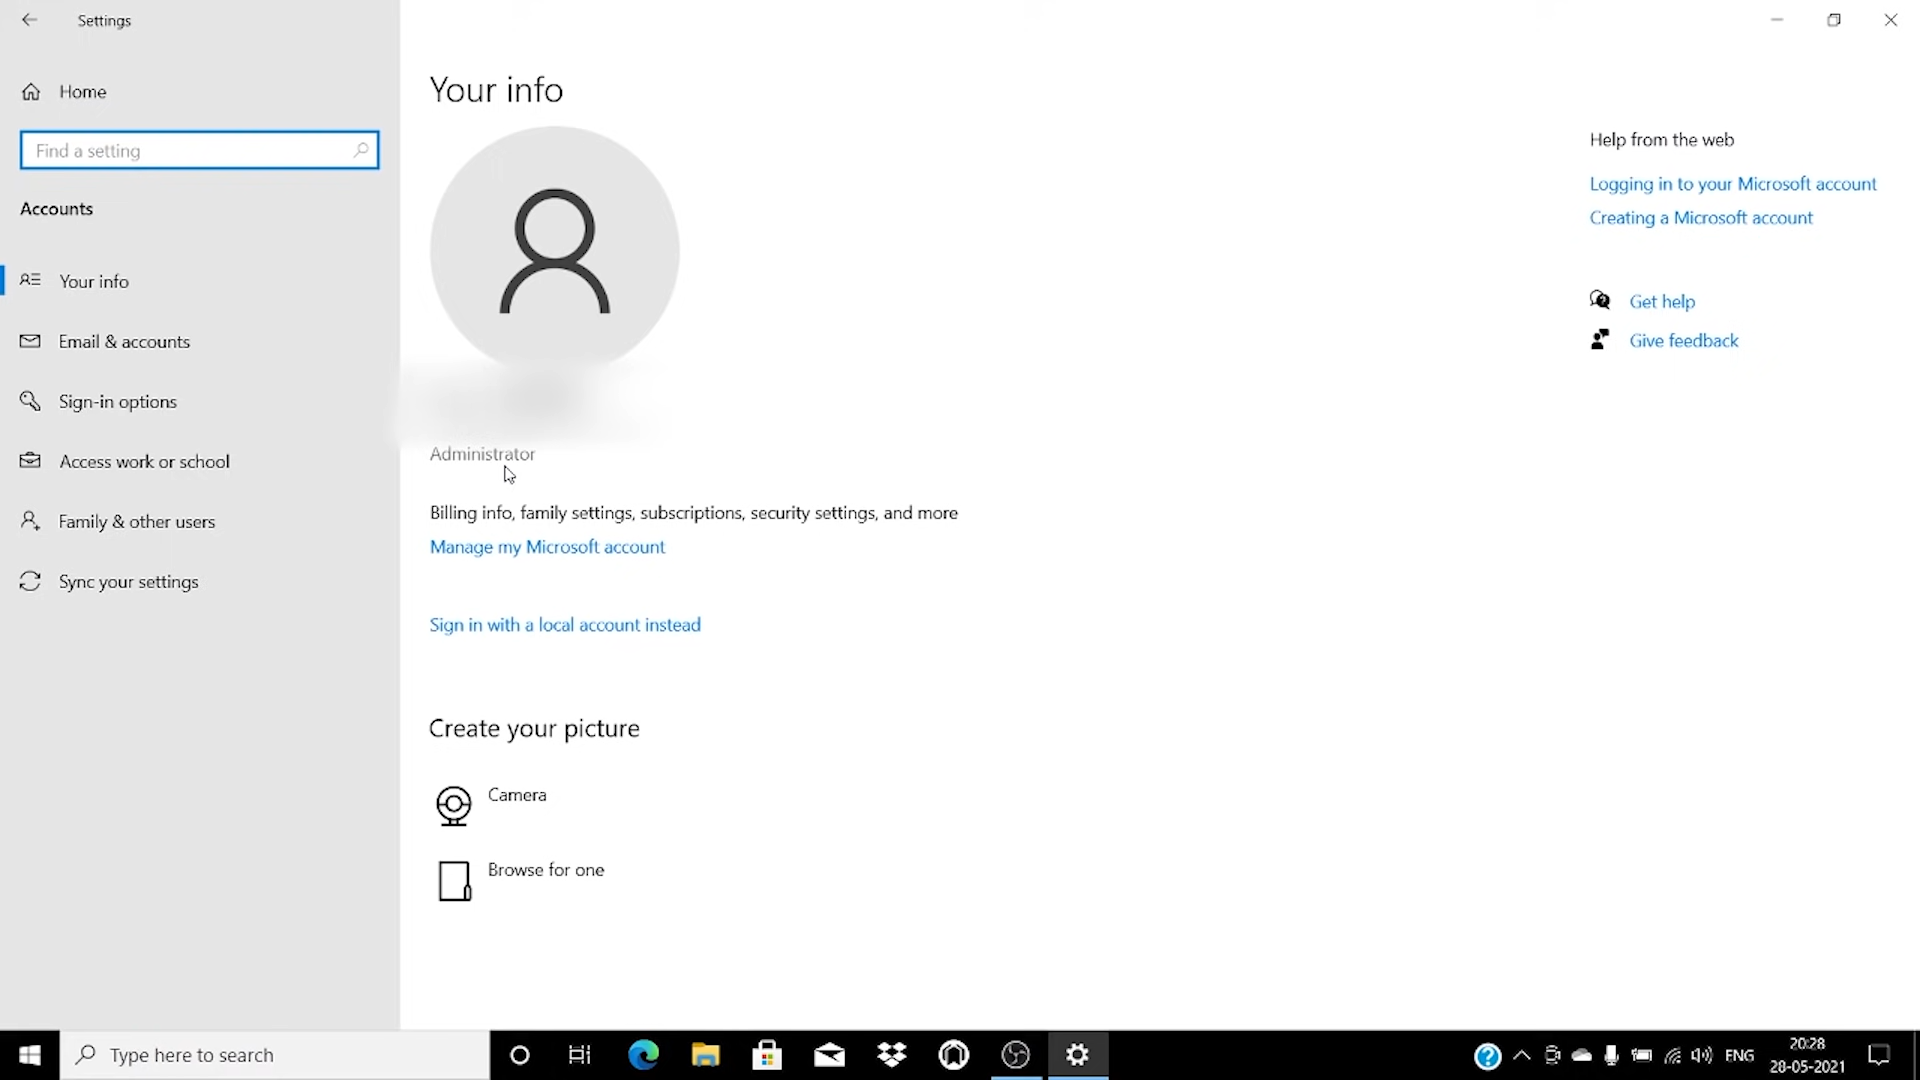 Settings
Home
Find a setting
Accounts
Your info
Email & accounts
Sign-in options
Access work or school
Family & other users
Sync your settings
Your info
Administrator
Billing info, family settings, subscriptions, security settings, and more
Manage my Microsoft account
Sign in with a local account instead
Create your picture
Camera
Browse for one
Help from the web
Logging in to your Microsoft account
Creating a Microsoft account
Get help
Give feedback
Type here to search
ENG
20:28
28-05-2021